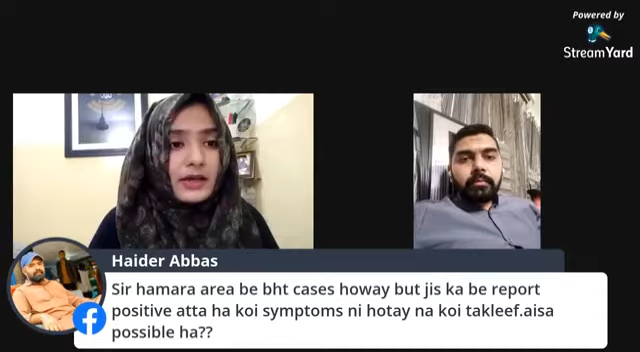 Powered by
StreamYard
Haider Abbas
Sir hamara area be bht cases howay but jis ka be report
positive atta ha koi symptoms ni hotay na koi takleef.aisa
possible ha??